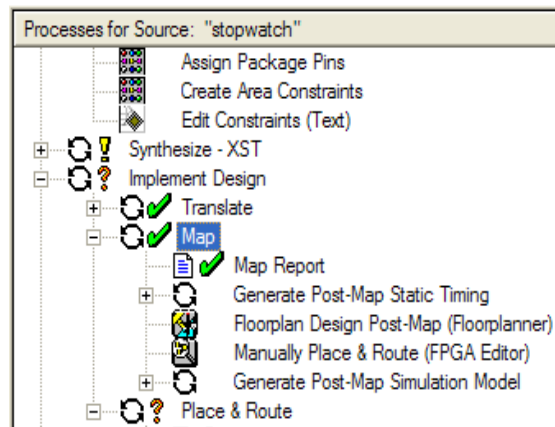 Processes for Source: "stopwatch"
Assign Package Pins
Create Area Constraints
Edit Constraints (Text)
Synthesize - XST
Implement Design
Translate
Map
Map Report
Generate Post-Map Static Timing
Floorplan Design Post-Map (Floorplanner)
Manually Place & Route (FPGA Editor)
Generate Post-Map Simulation Model
Place & Route